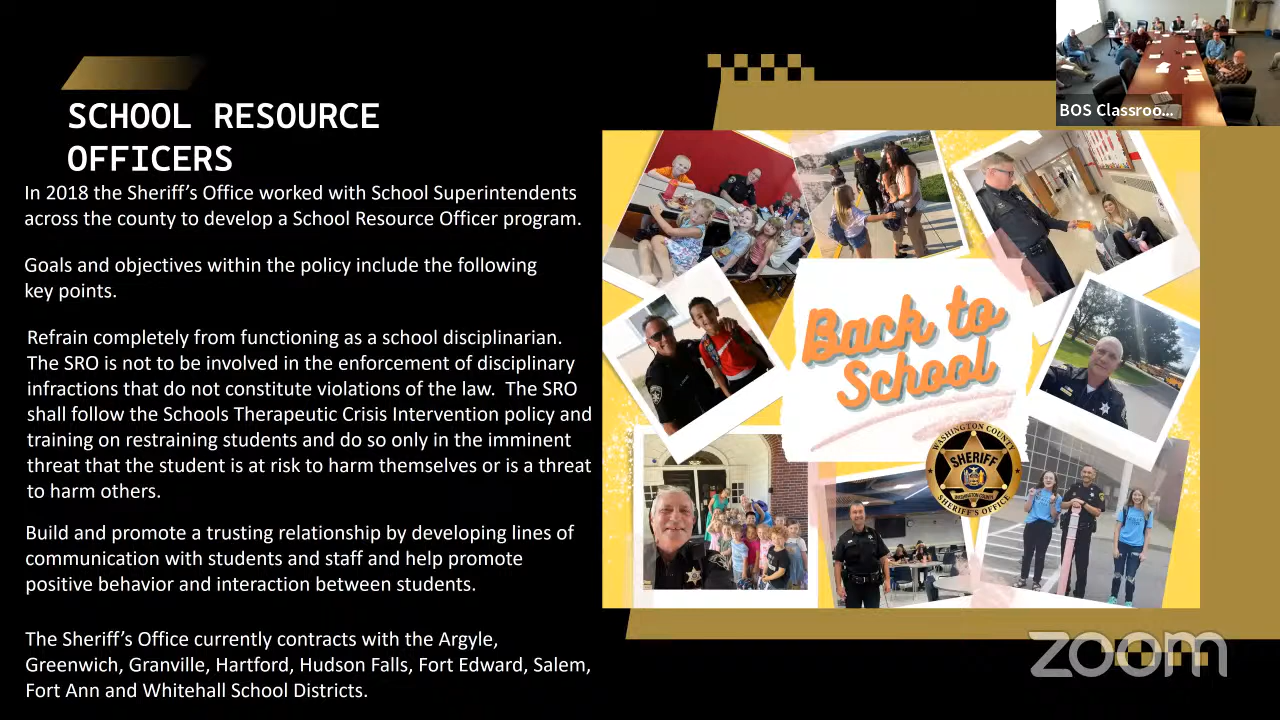 SCHOOL RESOURCE
OFFICERS
In 2018 the Sheriff’s Office worked with School Superintendents
across the county to develop a School Resource Officer program.
Goals and objectives within the policy include the following
key points.
Refrain completely from functioning as a school disciplinarian.
The SRO is not to be involved in the enforcement of disciplinary
infractions that do not constitute violations of the law.  The SRO
shall follow the Schools Therapeutic Crisis Intervention policy and
training on restraining students and do so only in the imminent
threat that the student is at risk to harm themselves or is a threat
to harm others.
Build and promote a trusting relationship by developing lines of
communication with students and staff and help promote
positive behavior and interaction between students.
The Sheriff’s Office currently contracts with the Argyle,
Greenwich, Granville, Hartford, Hudson Falls, Fort Edward, Salem,
Fort Ann and Whitehall School Districts.
BOS Classroo...
Back to
School
WASHINGTON COUNTY
SHERIFF
WASHINGTON COUNTY
SHERIFF'S OFFICE
zoom